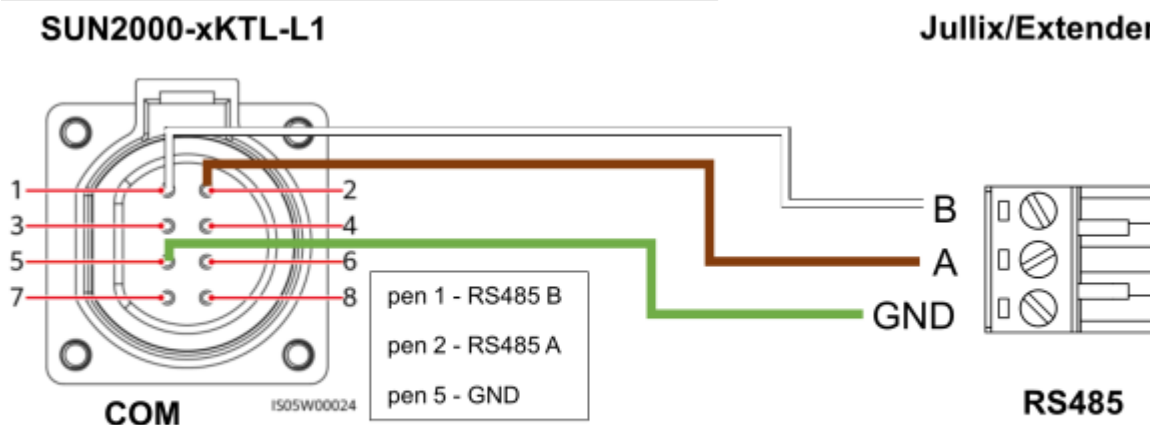 SUN2000-xKTL-L1
Jullix/Extender
1
2
3
4
5
6
7
8
B
A
GND
pen 1 - RS485 B
pen 2 - RS485 A
pen 5 - GND
COM
IS05W00024
RS485